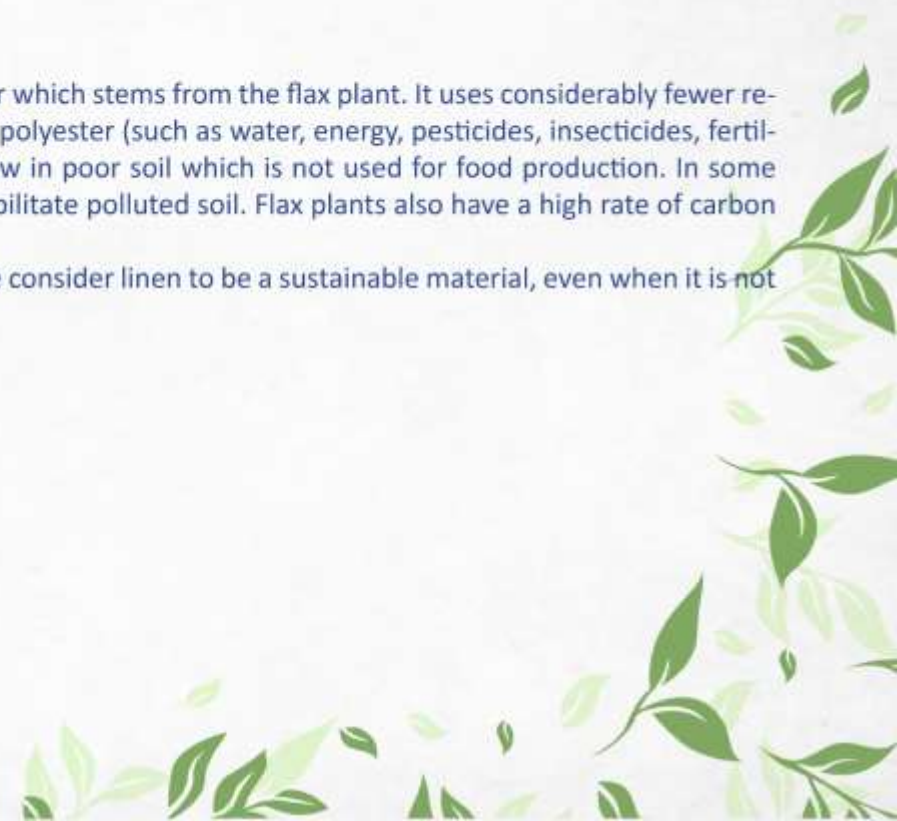 r which stems from the flax plant. It uses considerably fewer re-
polyester (such as water, energy, pesticides, insecticides, fertil-
w in poor soil which is not used for food production. In some
bilitate polluted soil. Flax plants also have a high rate of carbon
consider linen to be a sustainable material, even when it is not